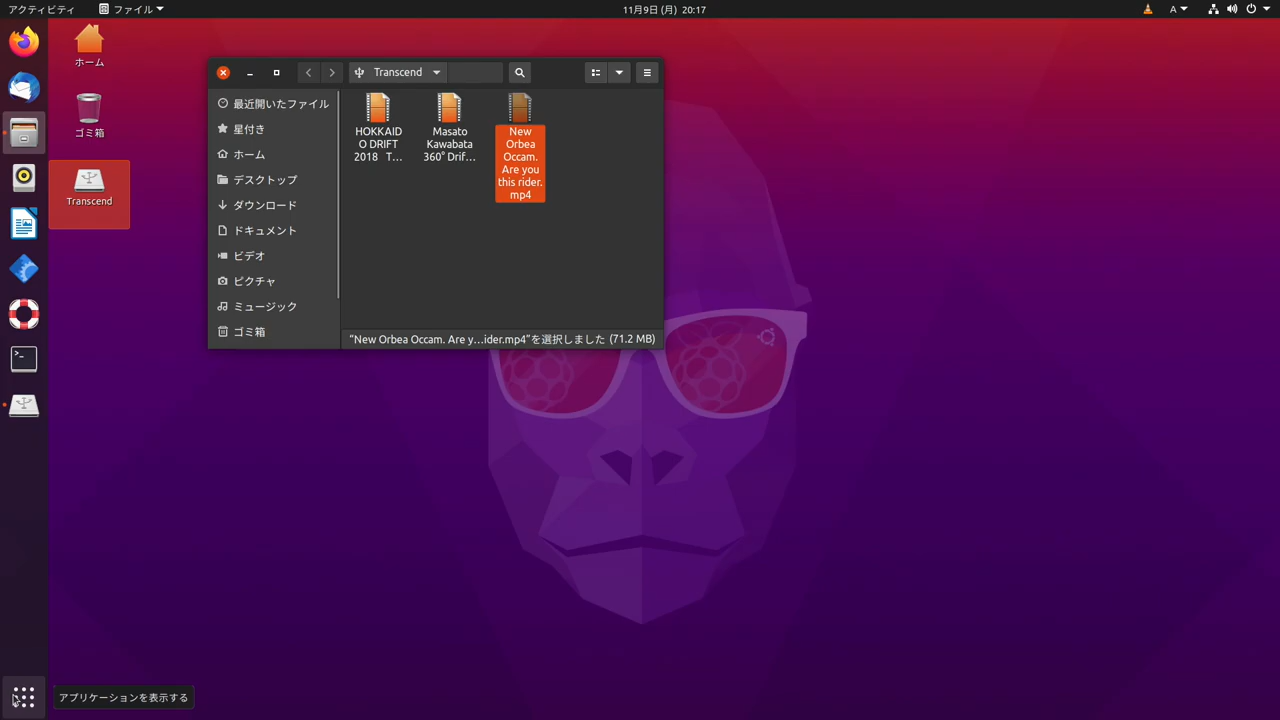 アクティビティ
ファイル
11月9日 (月) 20:17
A
ホーム
ゴミ箱
Transcend
Transcend
最近開いたファイル
星付き
ホーム
デスクトップ
ダウンロード
ドキュメント
ビデオ
ピクチャ
ミュージック
ゴミ箱
HOKKAID
O DRIFT
2018 T…
Masato
Kawabata
360° Drif…
New
Orbea
Occam.
Are you
this rider.
mp4
"New Orbea Occam. Are y…ider.mp4"を選択しました (71.2 MB)
アプリケーションを表示する